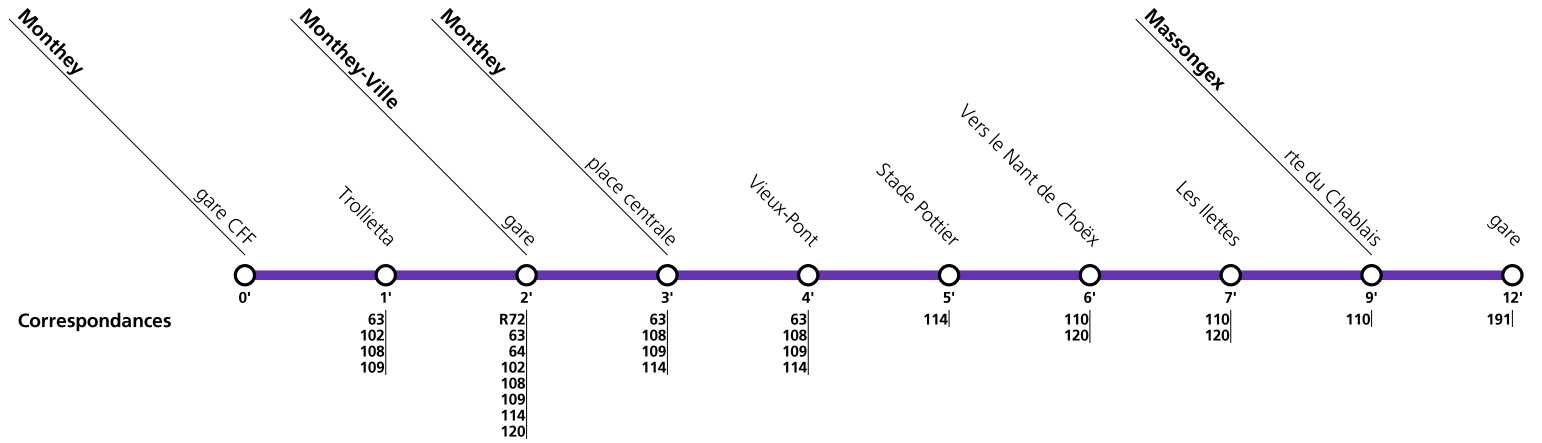 Monthey
gare CFF
Trollietta
Monthey-Ville
gare
Monthey
place centrale
Vieux-Pont
Stade Pottier
Vers le Nant de Choëx
Les Ilettes
Massongex
rte du Chablais
gare
0' 1' 2' 3' 4' 5' 6' 7' 9' 12'
Correspondances
63
102
108
109
R72
63
64
102
108
109
114
120
63
108
109
114
63
108
109
114
114
110
120
110
120
110
191